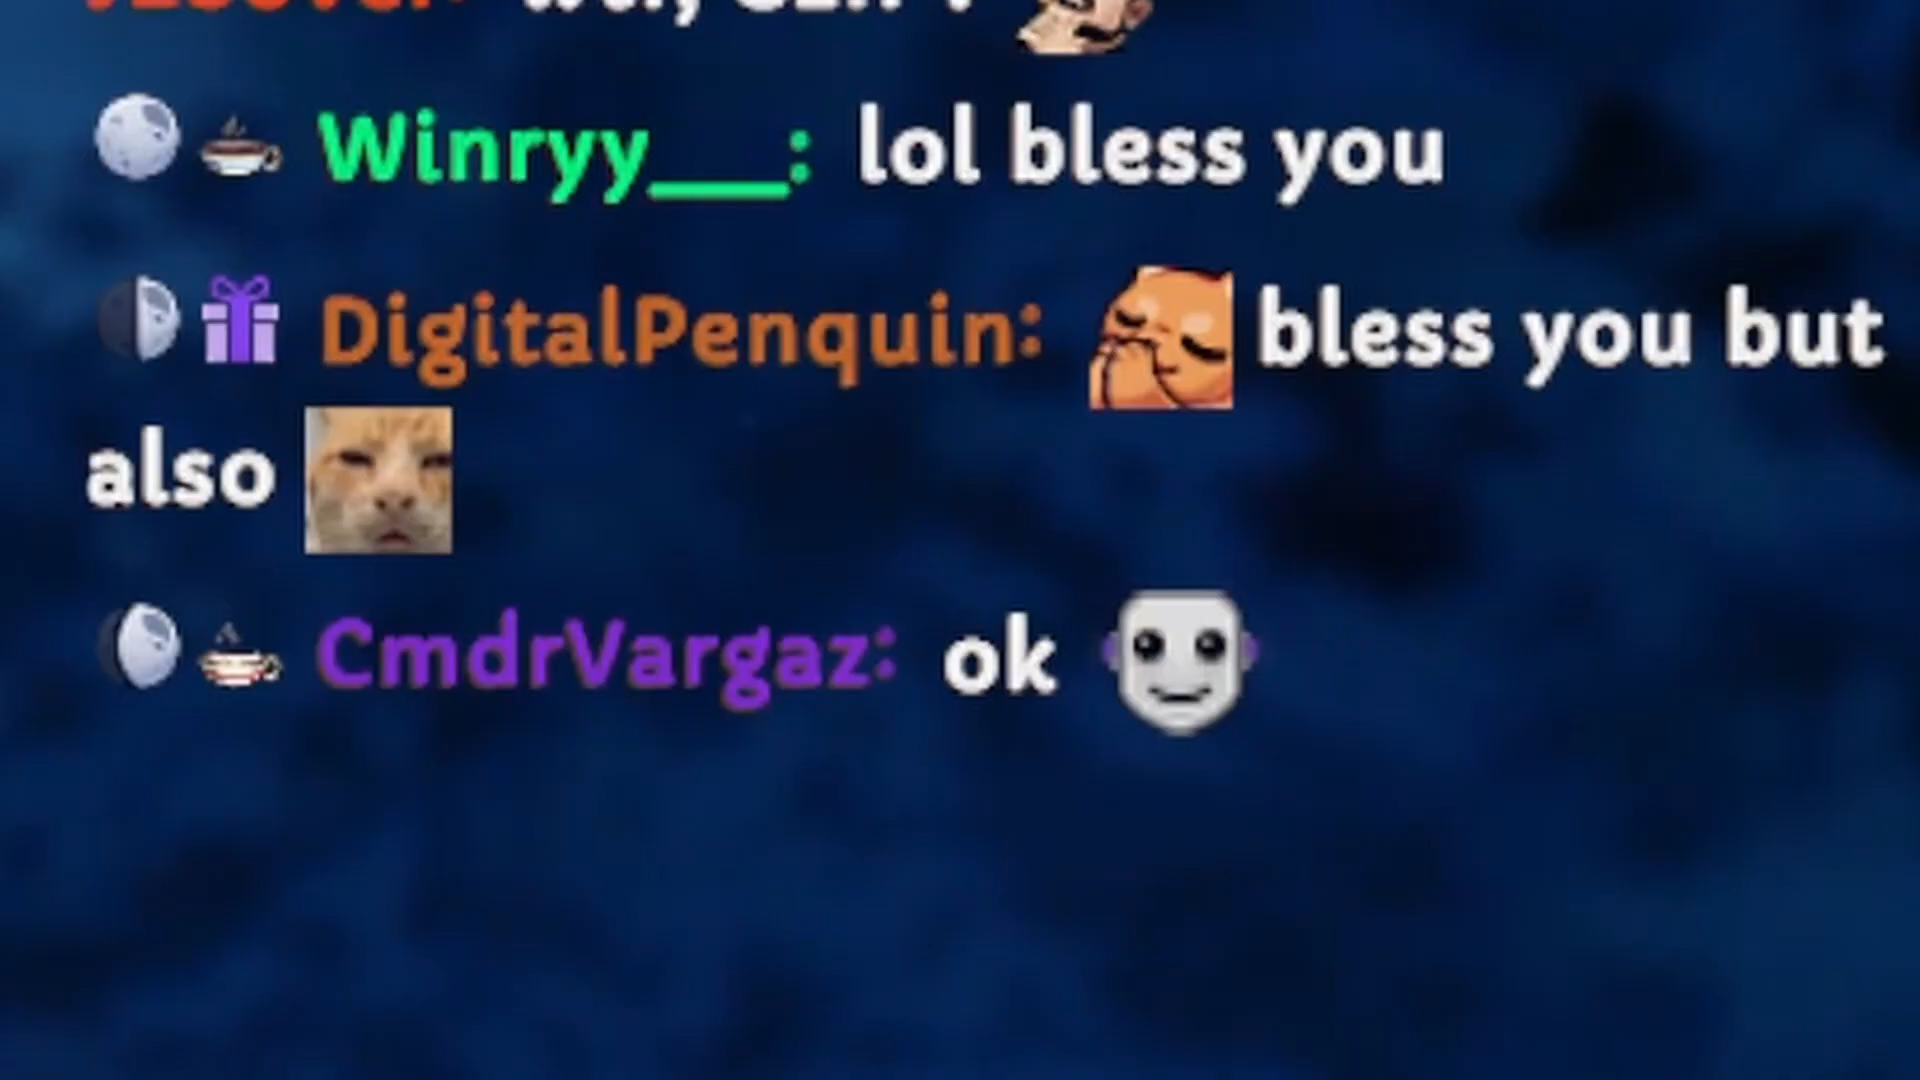 Winryy___: lol bless you
DigitalPenquin: bless you but
also
CmdrVargaz: ok